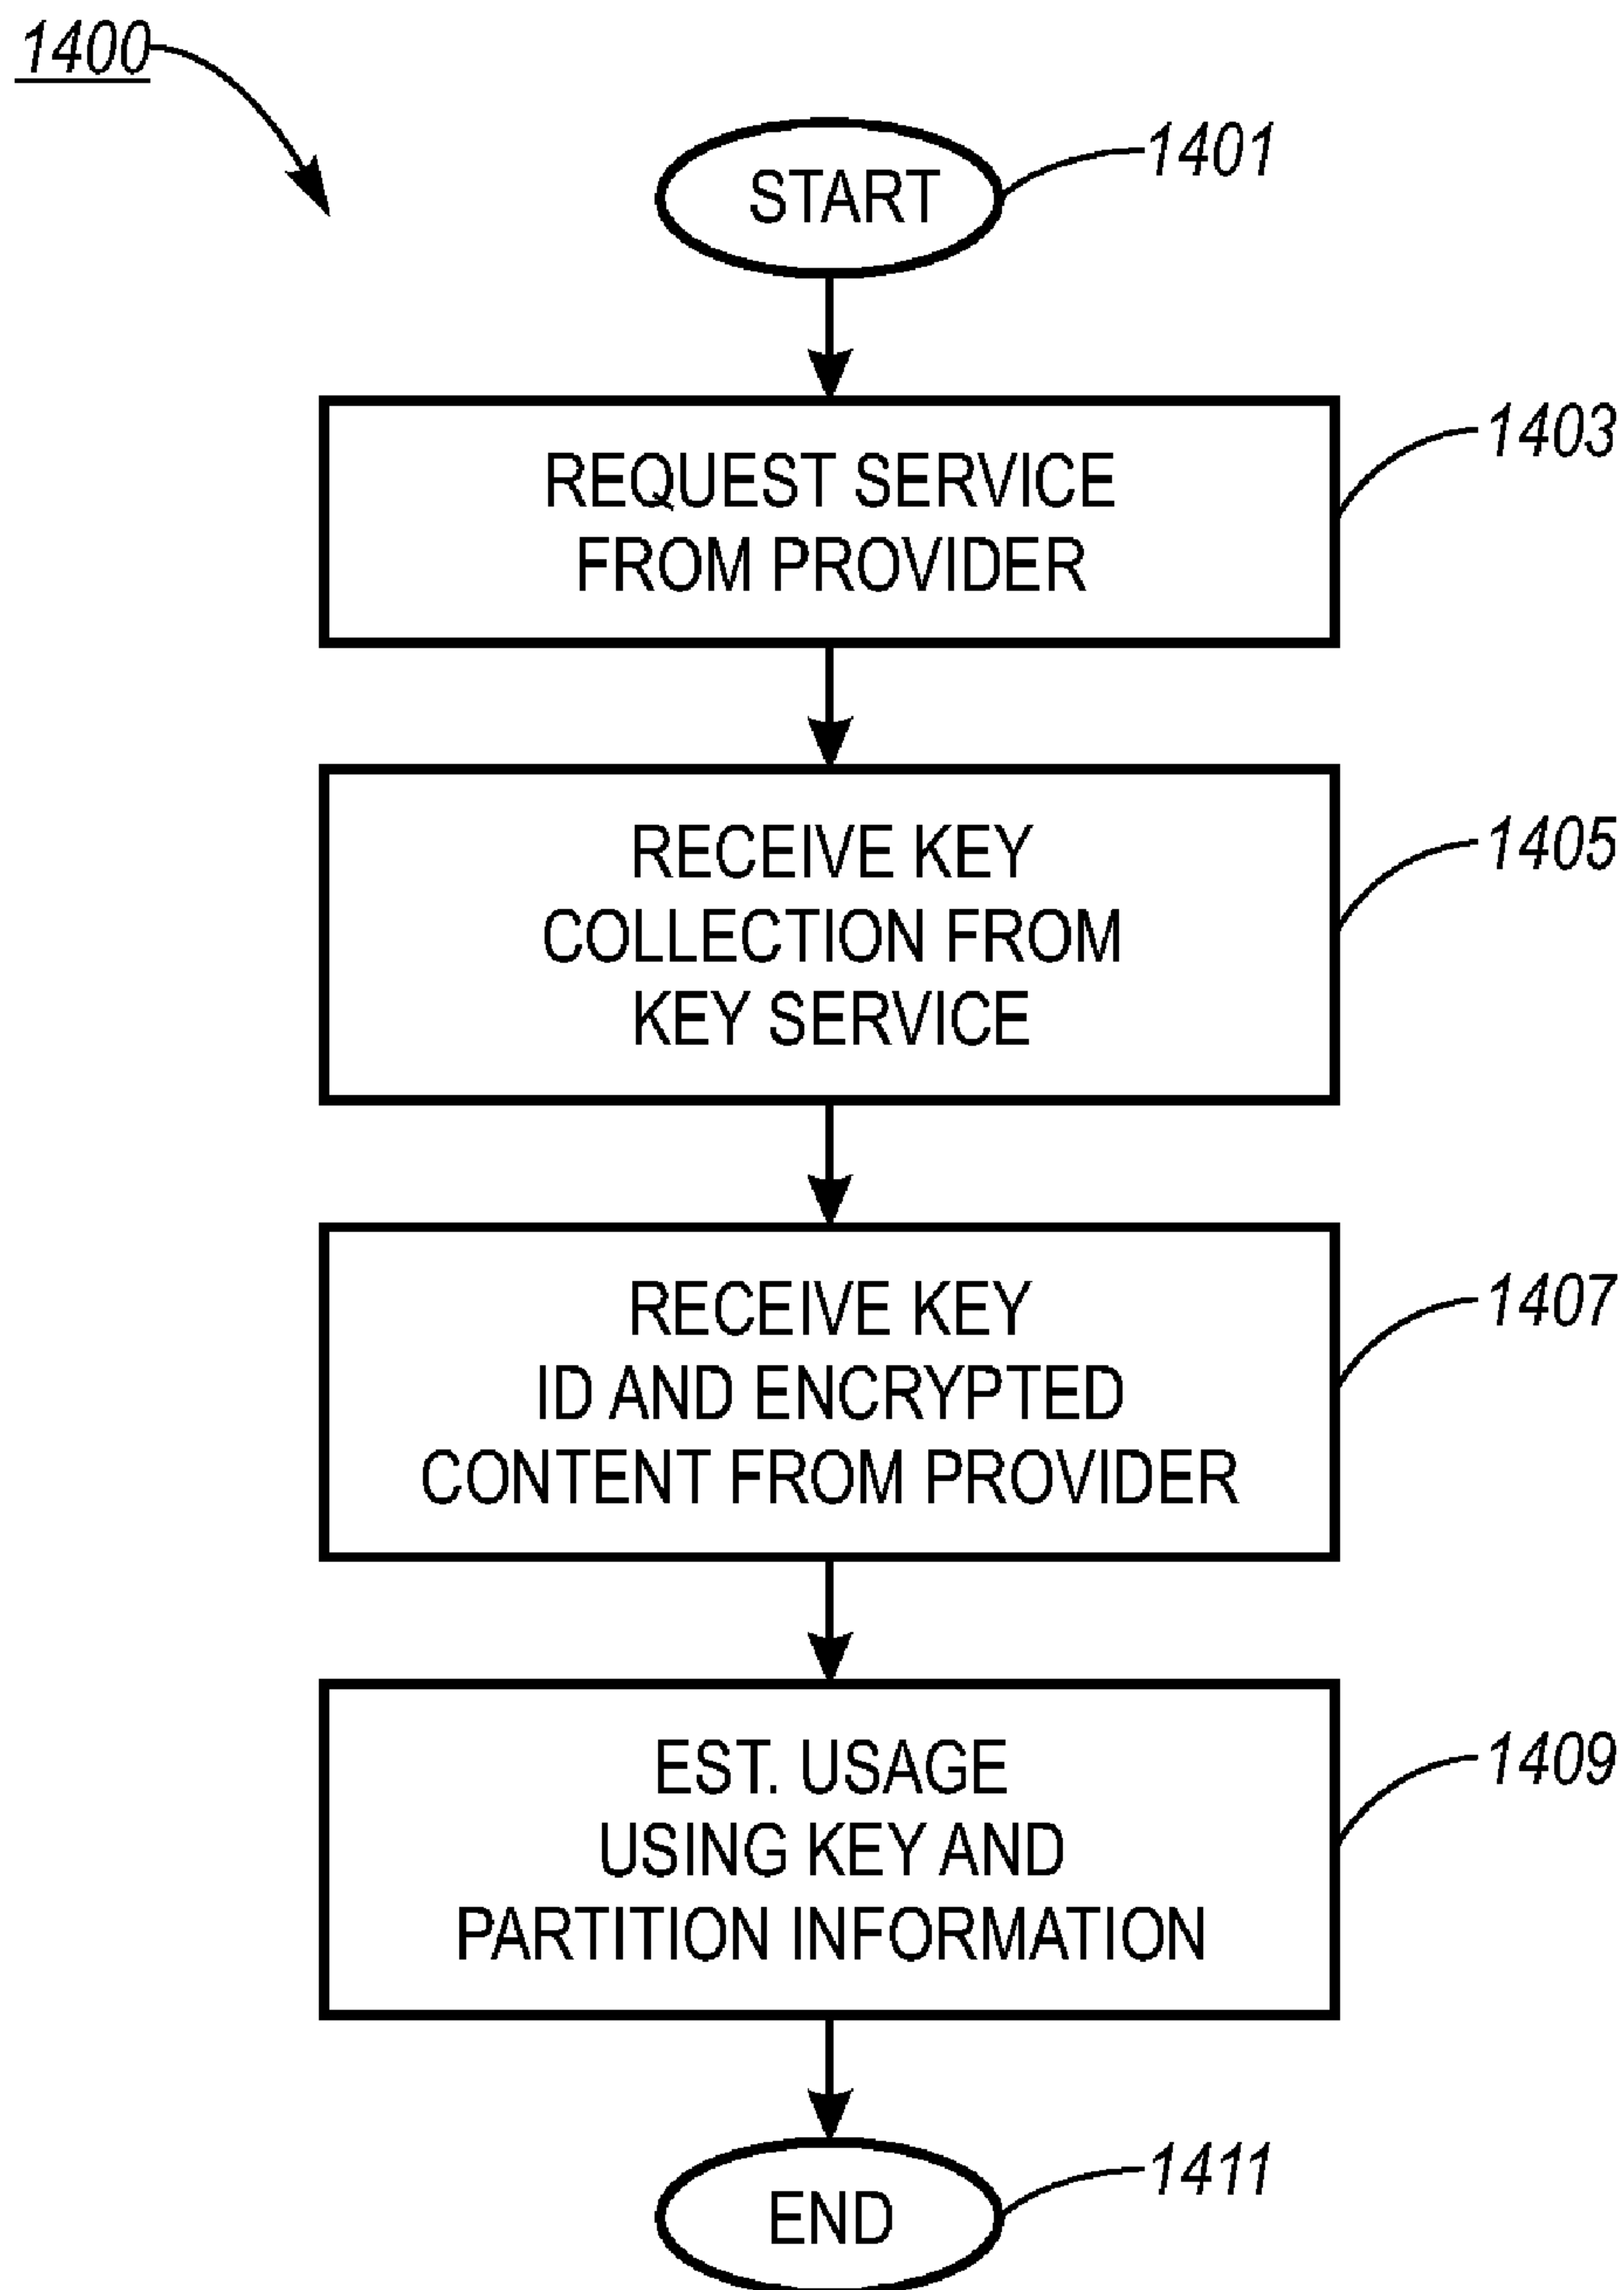 1400
START
1401
REQUEST SERVICE
FROM PROVIDER
1403
RECEIVE KEY
COLLECTION FROM
KEY SERVICE
1405
RECEIVE KEY
ID AND ENCRYPTED
CONTENT FROM PROVIDER
1407
EST. USAGE
USING KEY AND
PARTITION INFORMATION
1409
END
1411